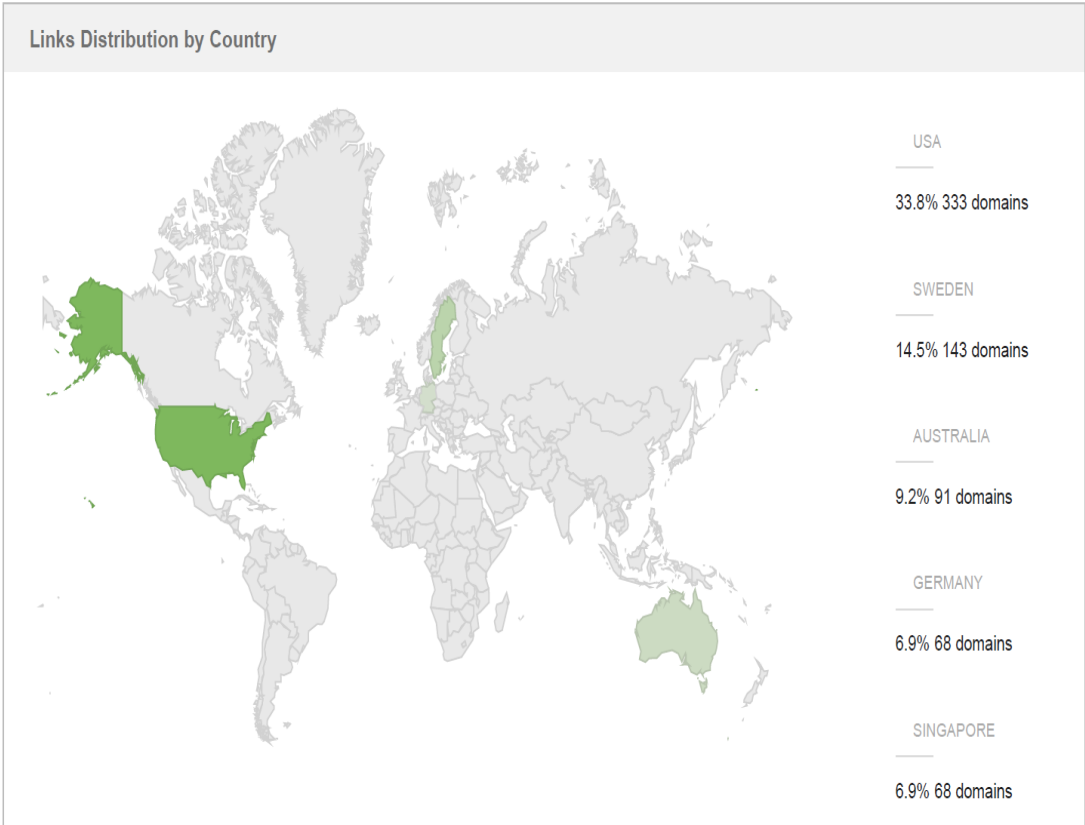 Links Distribution by Country
USA
33.8% 333 domains
SWEDEN
14.5% 143 domains
AUSTRALIA
9.2% 91 domains
GERMANY
6.9% 68 domains
SINGAPORE
6.9% 68 domains